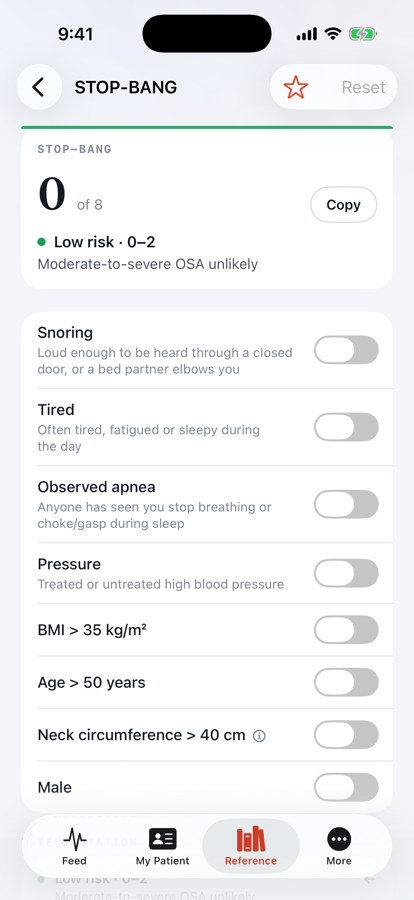 9:41
STOP-BANG
Reset
STOP-BANG
0 of 8
Copy
Low risk · 0–2
Moderate-to-severe OSA unlikely
Snoring
Loud enough to be heard through a closed
door, or a bed partner elbows you
Tired
Often tired, fatigued or sleepy during
the day
Observed apnea
Anyone has seen you stop breathing or
choke/gasp during sleep
Pressure
Treated or untreated high blood pressure
BMI > 35 kg/m²
Age > 50 years
Neck circumference > 40 cm
Male
Feed
My Patient
Reference
More
Low risk · 0–2
Moderate-to-severe OSA unlikely